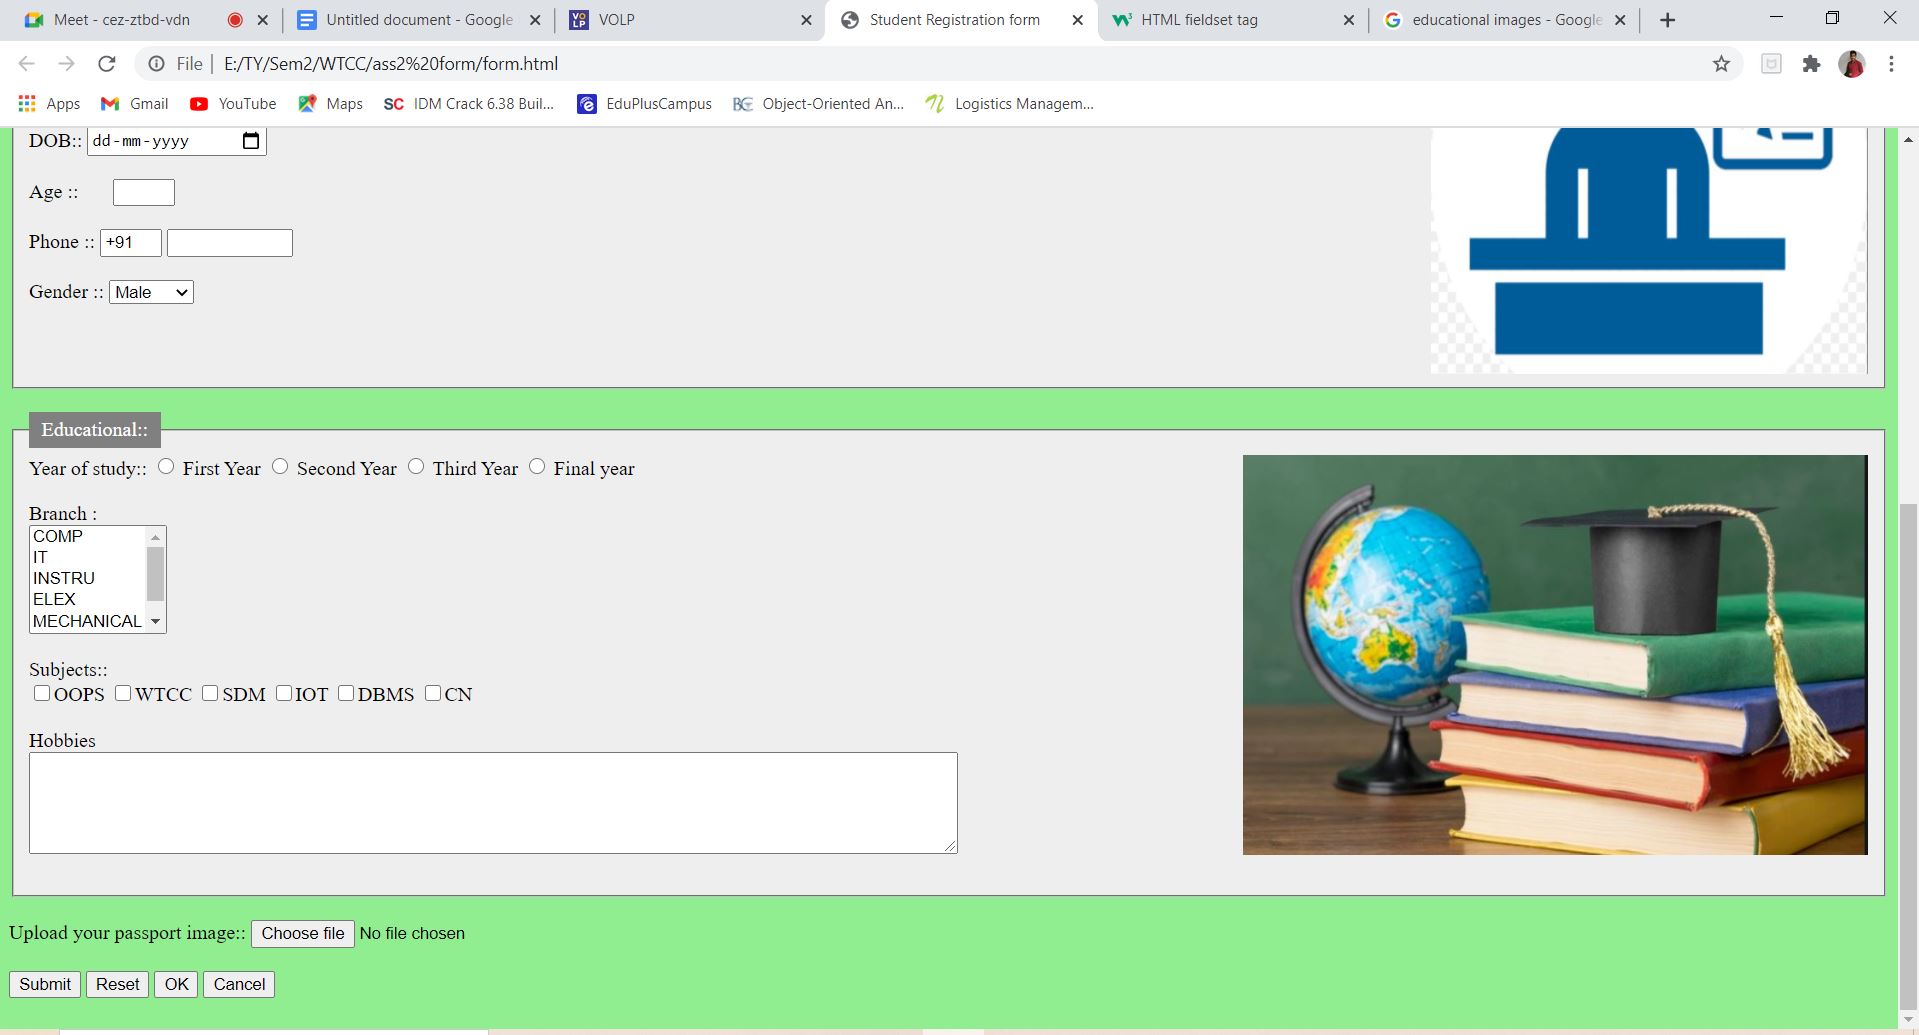 Meet - cez-ztbd-vdn
Untitled document - Google
VOLP
Student Registration form
HTML fieldset tag
educational images - Google
File | E:/TY/Sem2/WTCC/ass2%20form/form.html
Apps Gmail YouTube Maps SC IDM Crack 6.38 Buil... EduPlusCampus Object-Oriented An... Logistics Managem...
DOB:: dd-mm-yyyy
Age ::
Phone :: +91
Gender :: Male
Educational::
Year of study:: First Year Second Year Third Year Final year
Branch :
COMP
IT
INSTRU
ELEX
MECHANICAL
Subjects::
OOPS WTCC SDM IOT DBMS CN
Hobbies
Upload your passport image:: Choose file No file chosen
Submit Reset OK Cancel